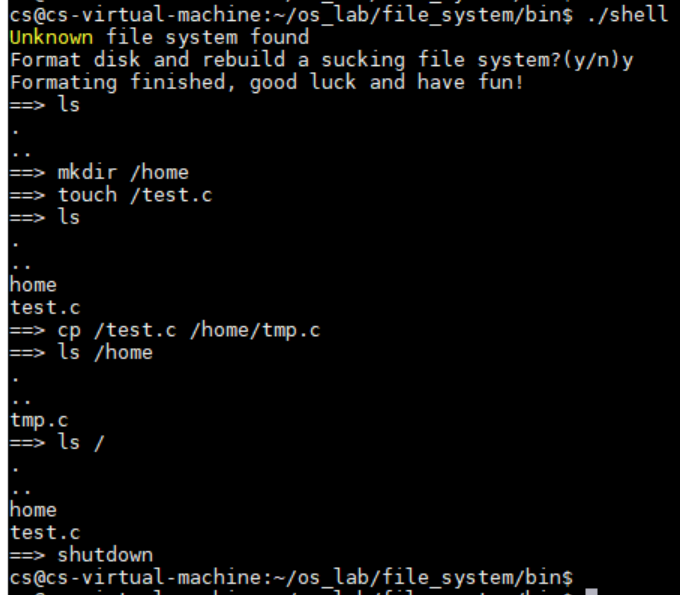 cs@cs-virtual-machine:~/os_lab/file_system/bin$ ./shell
Unknown file system found
Format disk and rebuild a sucking file system?(y/n)y
Formating finished, good luck and have fun!
==> ls
.
..
==> mkdir /home
==> touch /test.c
==> ls
.
..
home
test.c
==> cp /test.c /home/tmp.c
==> ls /home
.
..
tmp.c
==> ls /
.
..
home
test.c
==> shutdown
cs@cs-virtual-machine:~/os_lab/file_system/bin$